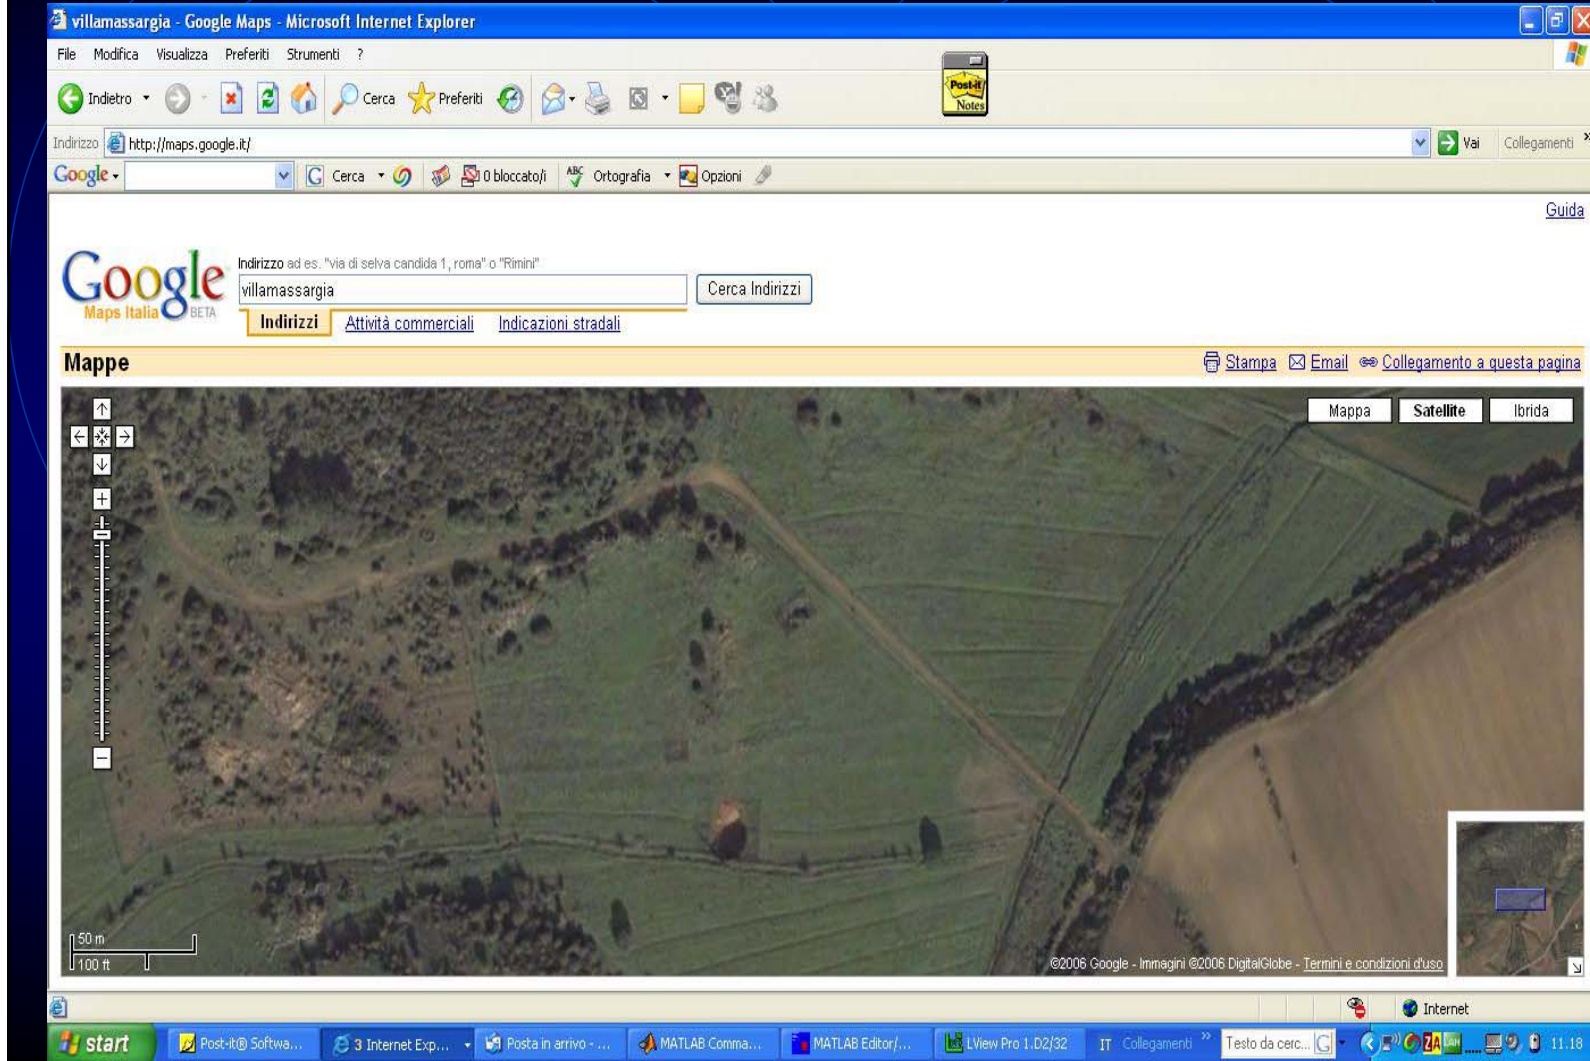 villamassargia - Google Maps - Microsoft Internet Explorer
File Modifica Visualizza Preferiti Strumenti ?
Post-it
Notes
Indietro Cerca Preferiti
Indirizzo http://maps.google.it/ Vai Collegamenti »
Google Cerca 0 bloccato/i ABC Ortografia Opzioni
Guida
Google
Maps Italia BETA
Indirizzo ad es. "via di selva candida 1, roma" o "Rimini"
villamassargia Cerca Indirizzi
Indirizzi Attività commerciali Indicazioni stradali
Mappe Stampa Email Collegamento a questa pagina
Mappa Satellite Ibrida
50 m
100 ft
©2006 Google - Immagini ©2006 DigitalGlobe - Termini e condizioni d'uso
Internet
start Post-it® Softwa... 3 Internet Exp... Posta in arrivo - ... MATLAB Comma... MATLAB Editor/... LView Pro 1.D2/32 IT Collegamenti » Testo da cerc... 11.18